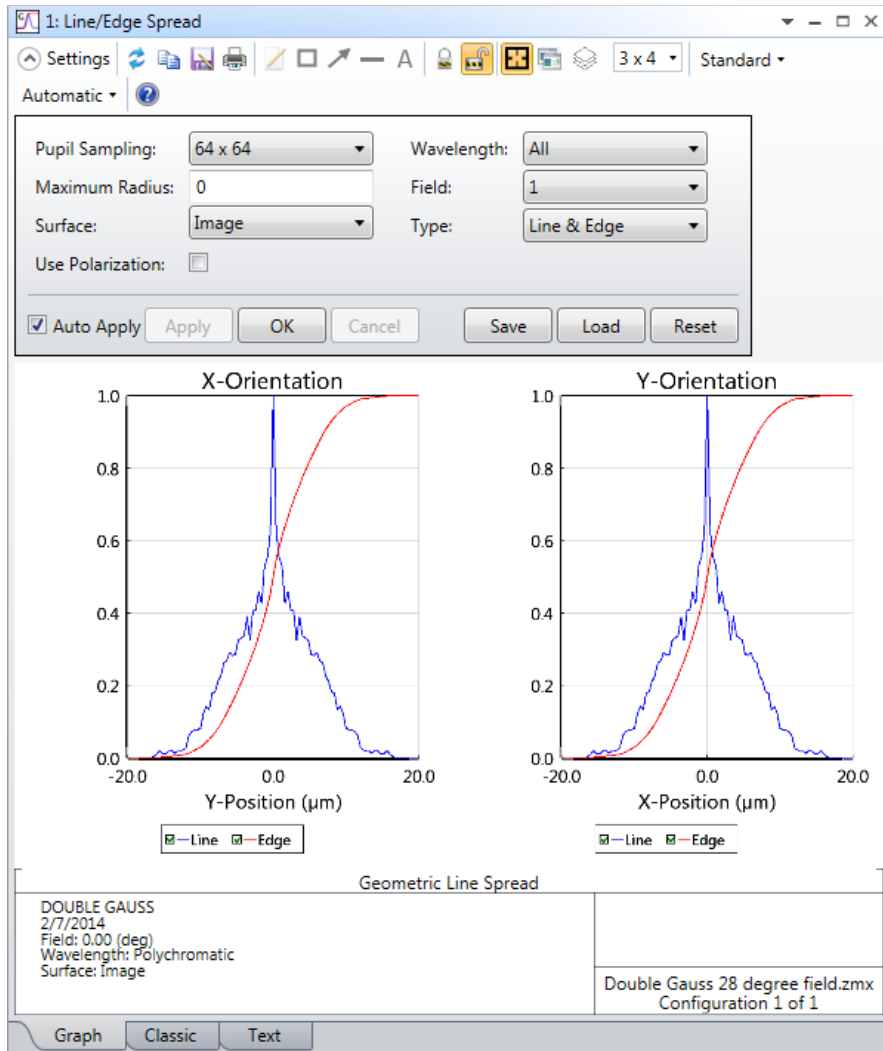 1: Line/Edge Spread
Settings A 3 x 4 Standard
Automatic ?
Pupil Sampling: 64 x 64 Wavelength: All
Maximum Radius: 0 Field: 1
Surface: Image Type: Line & Edge
Use Polarization:
Auto Apply Apply OK Cancel Save Load Reset
X-Orientation
1.0
0.8
0.6
0.4
0.2
0.0
-20.0 0.0 20.0
Y-Position (µm)
Line Edge
Y-Orientation
1.0
0.8
0.6
0.4
0.2
0.0
-20.0 0.0 20.0
X-Position (µm)
Line Edge
Geometric Line Spread
DOUBLE GAUSS
2/7/2014
Field: 0.00 (deg)
Wavelength: Polychromatic
Surface: Image
Double Gauss 28 degree field.zmx
Configuration 1 of 1
Graph Classic Text